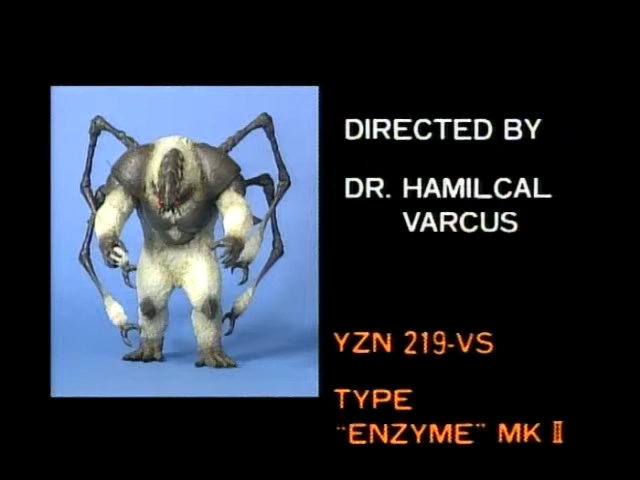 DIRECTED BY
DR. HAMILCAL
VARCUS
YZN 219-VS
TYPE
"ENZYME" MK II